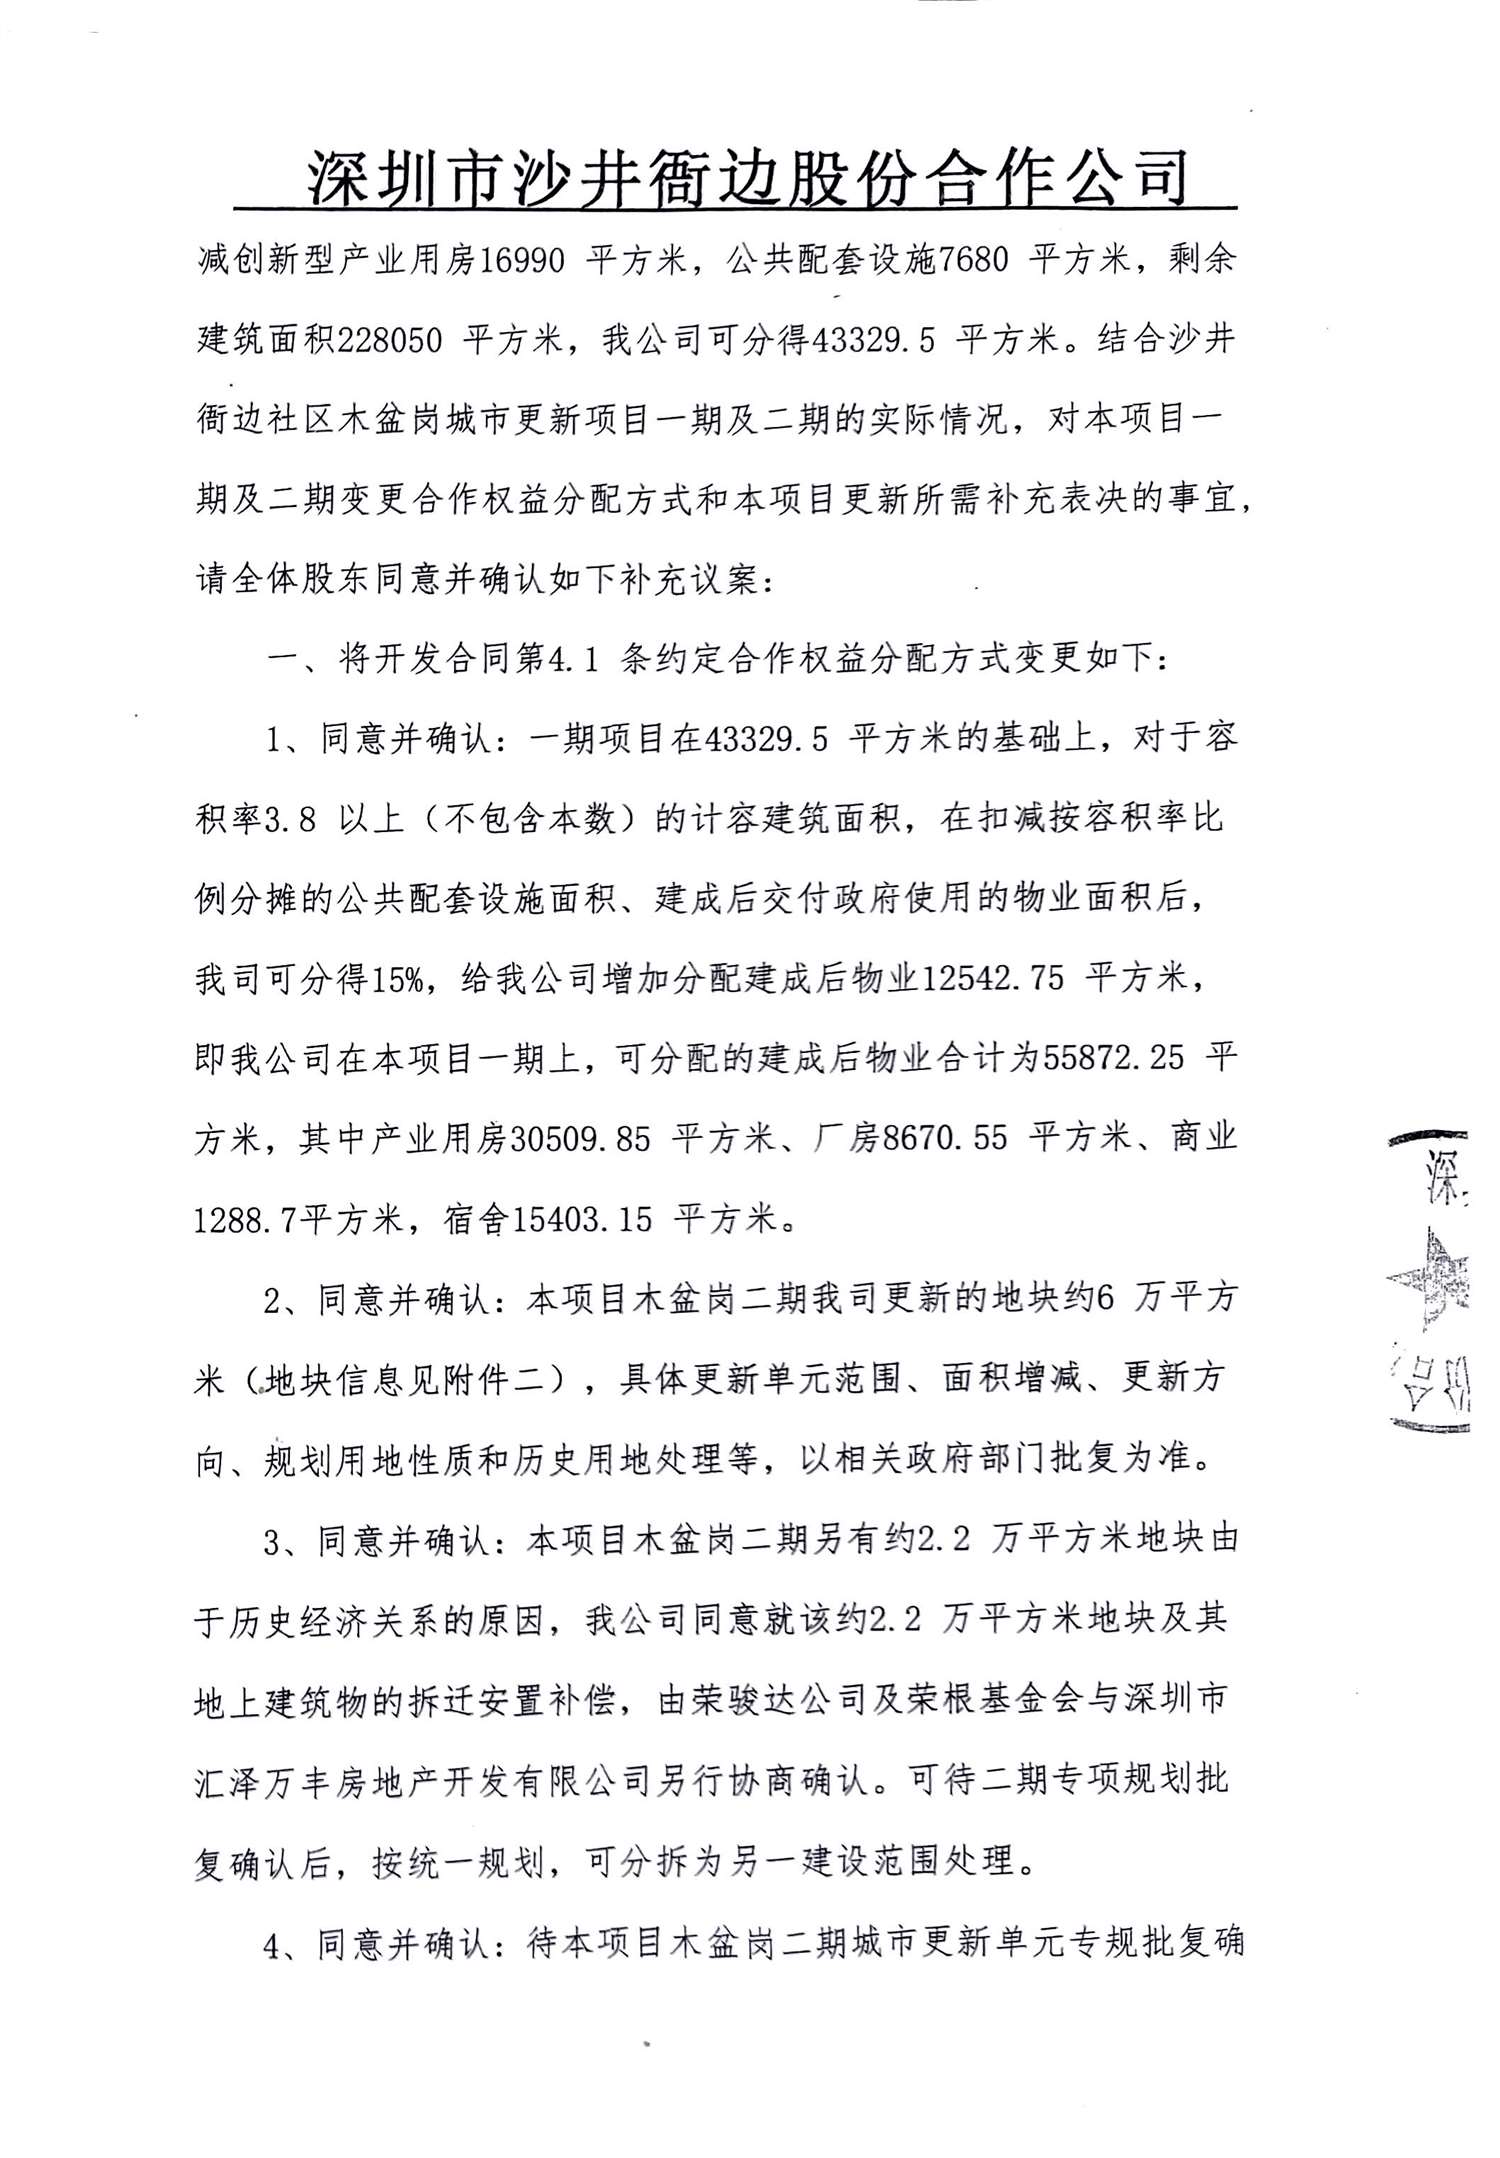 深圳市沙井衙边股份合作公司
减创新型产业用房16990 平方米，公共配套设施7680 平方米，剩余
建筑面积228050 平方米，我公司可分得43329.5 平方米。结合沙井
衙边社区木盆岗城市更新项目一期及二期的实际情况，对本项目一
期及二期变更合作权益分配方式和本项目更新所需补充表决的事宜，
请全体股东同意并确认如下补充议案：
一、将开发合同第4.1 条约定合作权益分配方式变更如下：
1、同意并确认：一期项目在43329.5 平方米的基础上，对于容
积率3.8 以上（不包含本数）的计容建筑面积，在扣减按容积率比
例分摊的公共配套设施面积、建成后交付政府使用的物业面积后，
我司可分得15%，给我公司增加分配建成后物业12542.75 平方米，
即我公司在本项目一期上，可分配的建成后物业合计为55872.25 平
方米，其中产业用房30509.85 平方米、厂房8670.55 平方米、商业
1288.7平方米，宿舍15403.15 平方米。
2、同意并确认：本项目木盆岗二期我司更新的地块约6 万平方
米（地块信息见附件二），具体更新单元范围、面积增减、更新方
向、规划用地性质和历史用地处理等，以相关政府部门批复为准。
3、同意并确认：本项目木盆岗二期另有约2.2 万平方米地块由
于历史经济关系的原因，我公司同意就该约2.2 万平方米地块及其
地上建筑物的拆迁安置补偿，由荣骏达公司及荣根基金会与深圳市
汇泽万丰房地产开发有限公司另行协商确认。可待二期专项规划批
复确认后，按统一规划，可分拆为另一建设范围处理。
4、同意并确认：待本项目木盆岗二期城市更新单元专规批复确
深
合